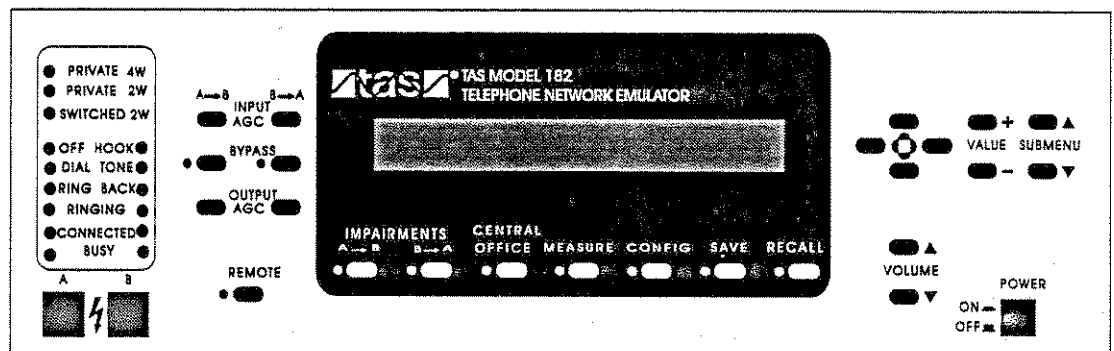 PRIVATE 4W
PRIVATE 2W
SWITCHED 2W
OFF HOOK
DIAL TONE
RING BACK
RINGING
CONNECTED
BUSY
A B
A→B B→A
INPUT
AGC
BYPASS
OUTPUT
AGC
REMOTE
tas
TAS MODEL 182
TELEPHONE NETWORK EMULATOR
IMPAIRMENTS
A→B B→A
CENTRAL
OFFICE
MEASURE
CONFIG
SAVE
RECALL
+ ▲
VALUE SUBMENU
− ▼
▲
VOLUME
▼
POWER
ON
OFF